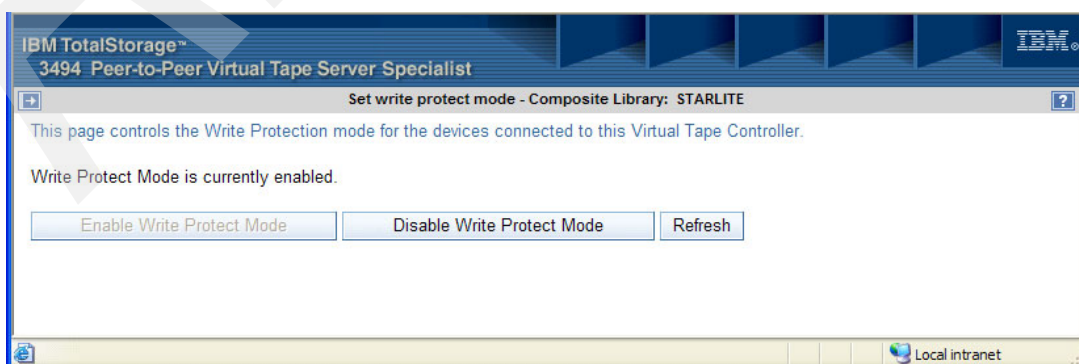 IBM TotalStorage™
3494 Peer-to-Peer Virtual Tape Server Specialist
IBM®
Set write protect mode - Composite Library: STARLITE
?
This page controls the Write Protection mode for the devices connected to this Virtual Tape Controller.
Write Protect Mode is currently enabled.
Enable Write Protect Mode
Disable Write Protect Mode
Refresh
Local intranet